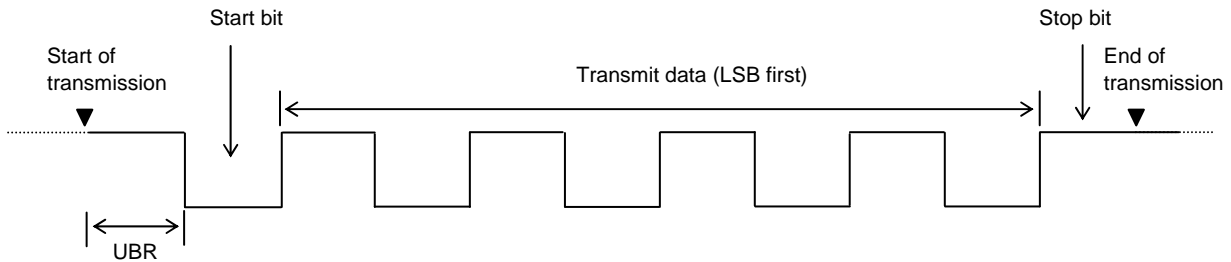 Start bit
Stop bit
Start of
transmission
End of
transmission
Transmit data (LSB first)
UBR